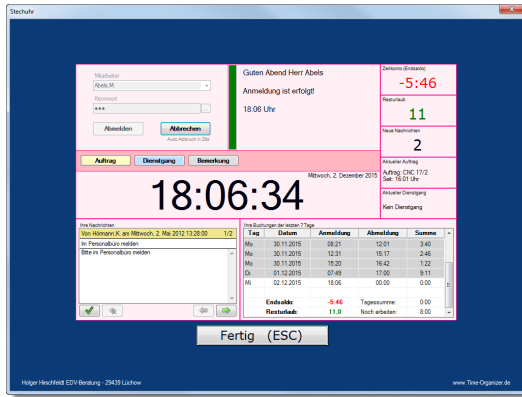 Stechuhr
Mitarbeiter
Abele,M.
Kennwort
***
...
Abmelden
Abbrechen
Auto Abbruch in 29s
Guten Abend Herr Abels
Anmeldung ist erfolgt!
18:06 Uhr
Zeitkonto (Endsaldo)
-5:46
Resturlaub
11
Neue Nachrichten
2
Aktueller Auftrag
Auftrag: CNC 17/2
Seit: 16:01 Uhr
Aktueller Dienstgang
Kein Dienstgang
Auftrag
Dienstgang
Bemerkung
Mittwoch, 2. Dezember 2015
18:06:34
Ihre Nachrichten
Von Hörmann,K. am Mittwoch, 2. Mai 2012 13:28:00 1/2
Im Personalbüro melden
Bitte im Personalbüro melden
Ihre Buchungen der letzten 7 Tage
Tag Datum Anmeldung Abmeldung Summe
Mo 30.11.2015 08:21 12:01 3:40
Mo 30.11.2015 12:31 15:17 2:46
Mo 30.11.2015 15:20 16:42 1:22
Di 01.12.2015 07:49 17:00 9:11
Mi 02.12.2015 18:06 00:00 0:00
Endsaldo: -5:46 Tagessumme: 0:00
Resturlaub: 11,0 Noch arbeiten: 8:00
Fertig (ESC)
Holger Hirschfeldt EDV-Beratung - 29439 Lüchow
www.Time-Organizer.de